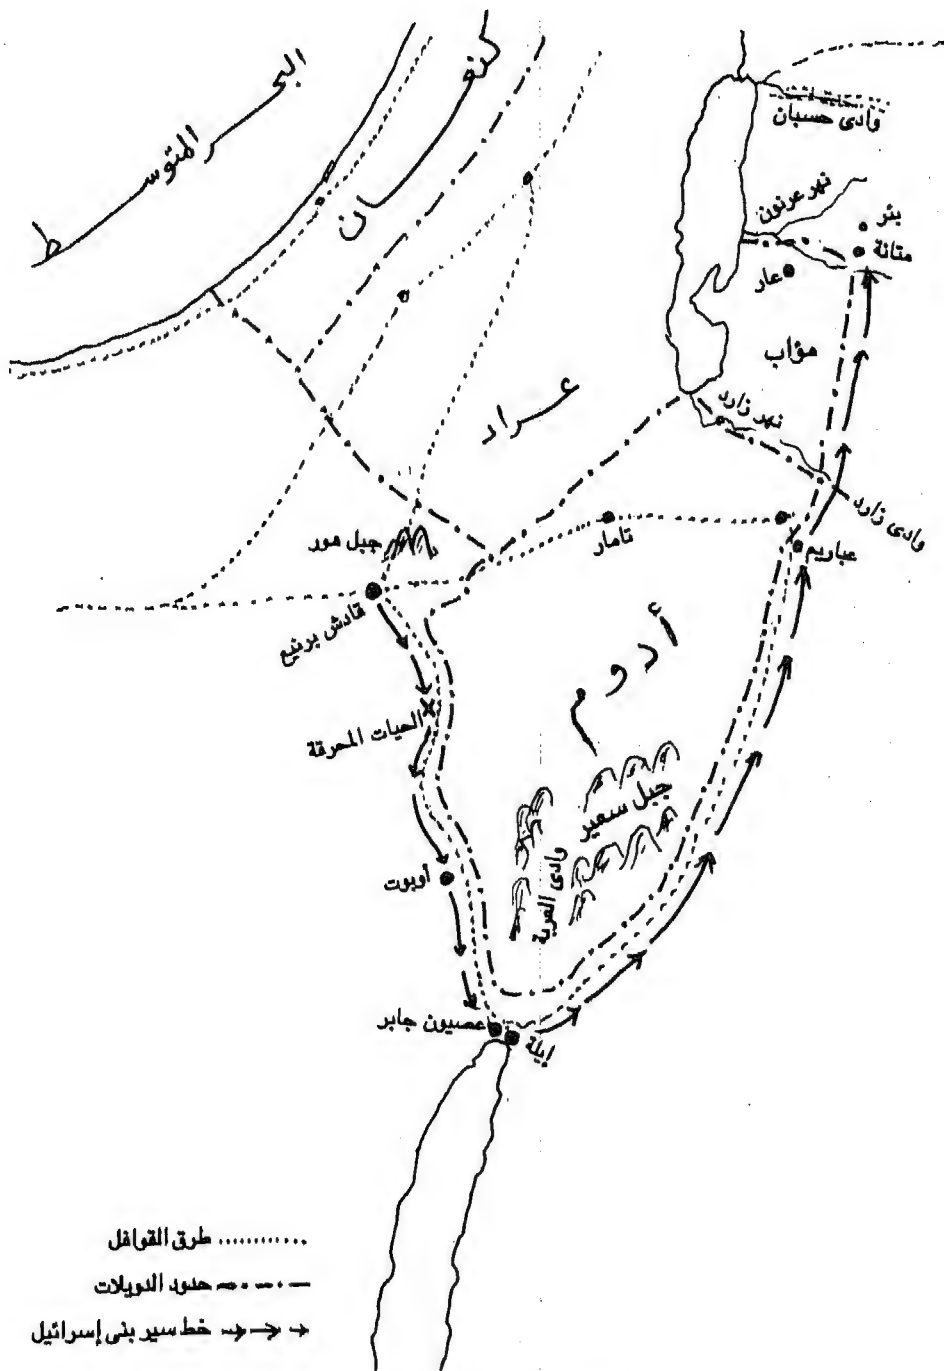 البحر المتوسط
كنعان
وادى حسبان
نهر عرنون
بئر
متانة
عار
مؤاب
نهر زارد
وادى زارد
عراد
جبل هور
تامار
عباريم
قادش برنيع
أدوم
الحيات المحرقة
جبل سعير
وادى العربة
أوبوت
عصيون جابر
إيلة
طرق القوافل
حدود الدويلات
خط سير بنى إسرائيل